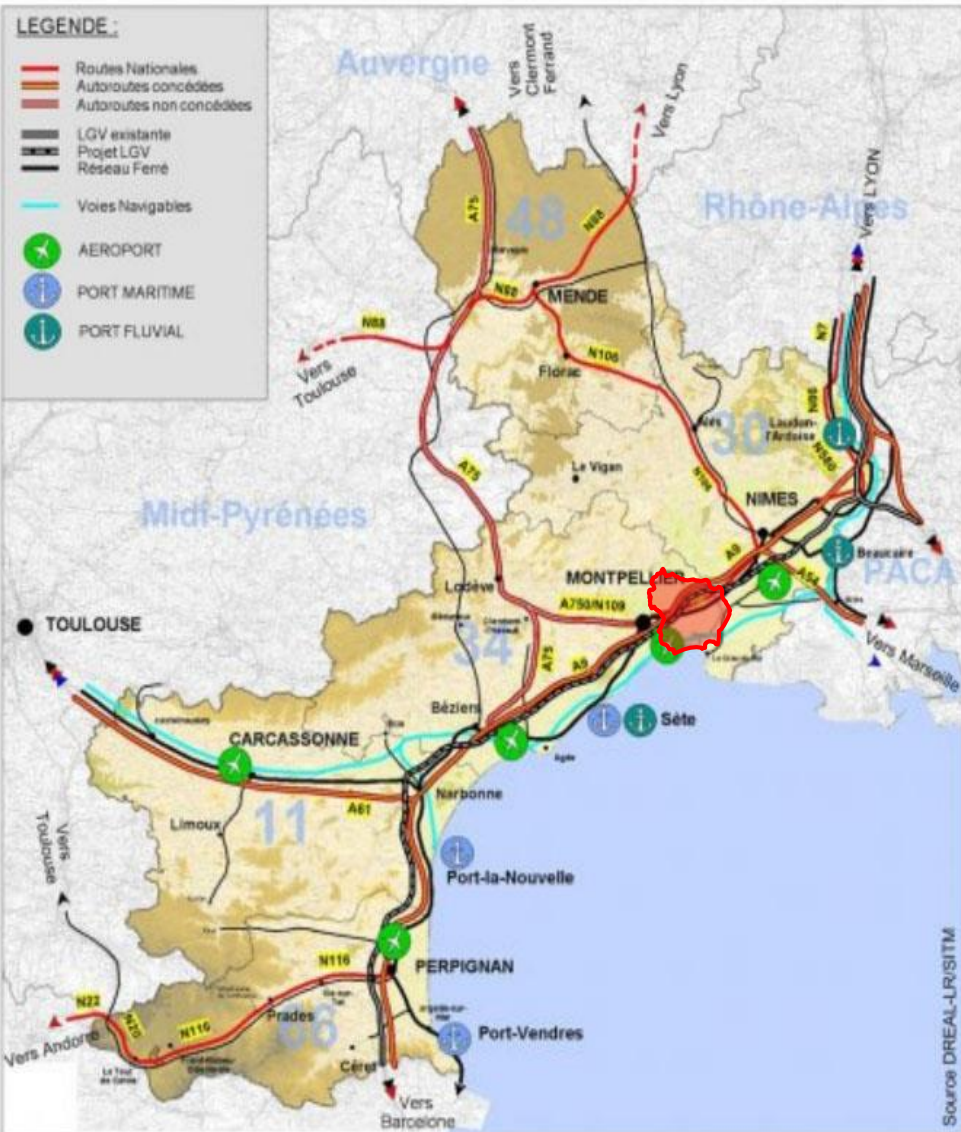 LEGENDE :
Routes Nationales
Autoroutes concédées
Autoroutes non concédées
LGV existante
Projet LGV
Réseau Ferré
Voies Navigables
AEROPORT
PORT MARITIME
PORT FLUVIAL
Auvergne
Vers
Clermont
Ferrand
Vers Lyon
Rhône-Alpes
Vers LYON
A75
48
N88
N88
MENDE
N88
Vers
Toulouse
N106
Florac
N7
N86
Alès
30
Laudun-
l'Ardoise
N580
A75
Le Vigan
N106
NIMES
Midi-Pyrénées
A9
Beaucaire
PACA
MONTPELLIER
A54
Lodève
A750/N109
TOULOUSE
34
A75
A9
Vers Marseille
Béziers
Sète
CARCASSONNE
Agde
Narbonne
A61
Limoux
11
Vers
Toulouse
Port-la-Nouvelle
N116
PERPIGNAN
N22
N20
N116
Prades
66
Port-Vendres
Vers Andorre
Céret
Vers
Barcelone
Source DREAL-LR/SITM